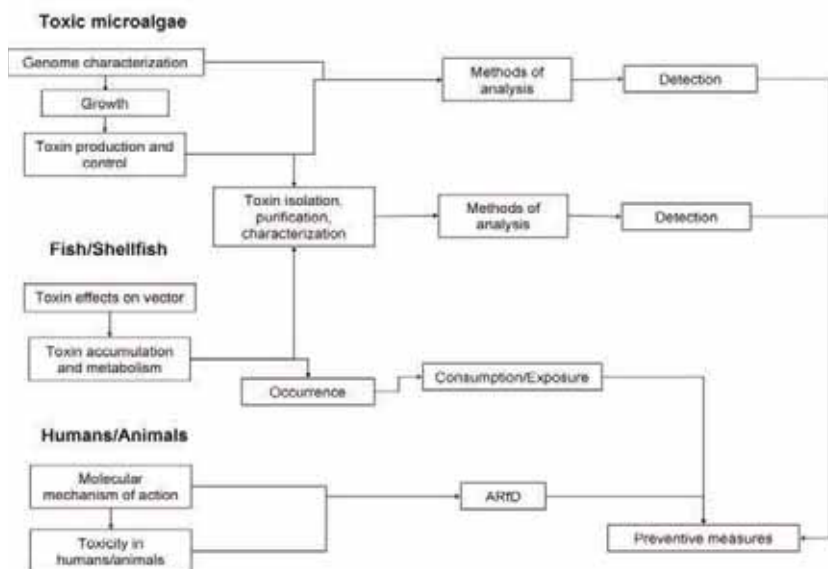 Toxic microalgae
Genome characterization
Growth
Toxin production and
control
Methods of
analysis
Detection
Toxin isolation,
purification,
characterization
Methods of
analysis
Detection
Fish/Shellfish
Toxin effects on vector
Toxin accumulation
and metabolism
Occurrence
Consumption/Exposure
Humans/Animals
Molecular
mechanism of action
ARfD
Toxicity in
humans/animals
Preventive measures